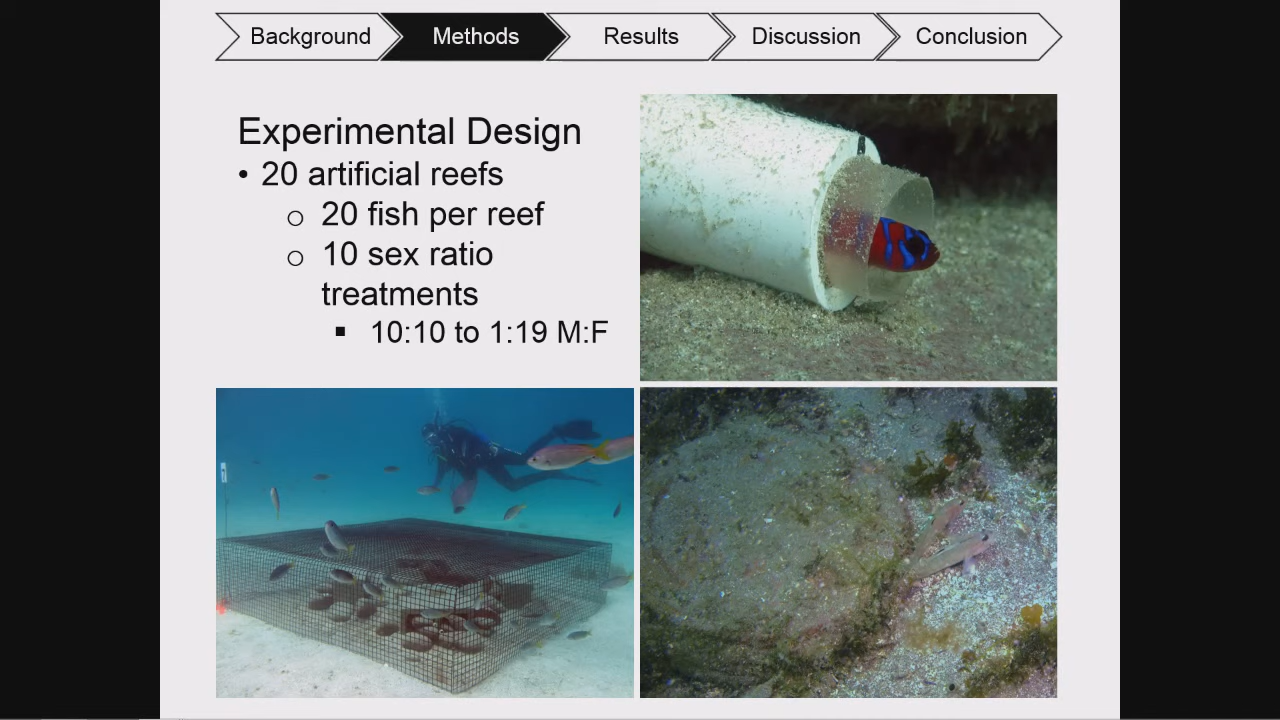 Background
Methods
Results
Discussion
Conclusion
Experimental Design
• 20 artificial reefs
o 20 fish per reef
o 10 sex ratio
treatments
▪ 10:10 to 1:19 M:F